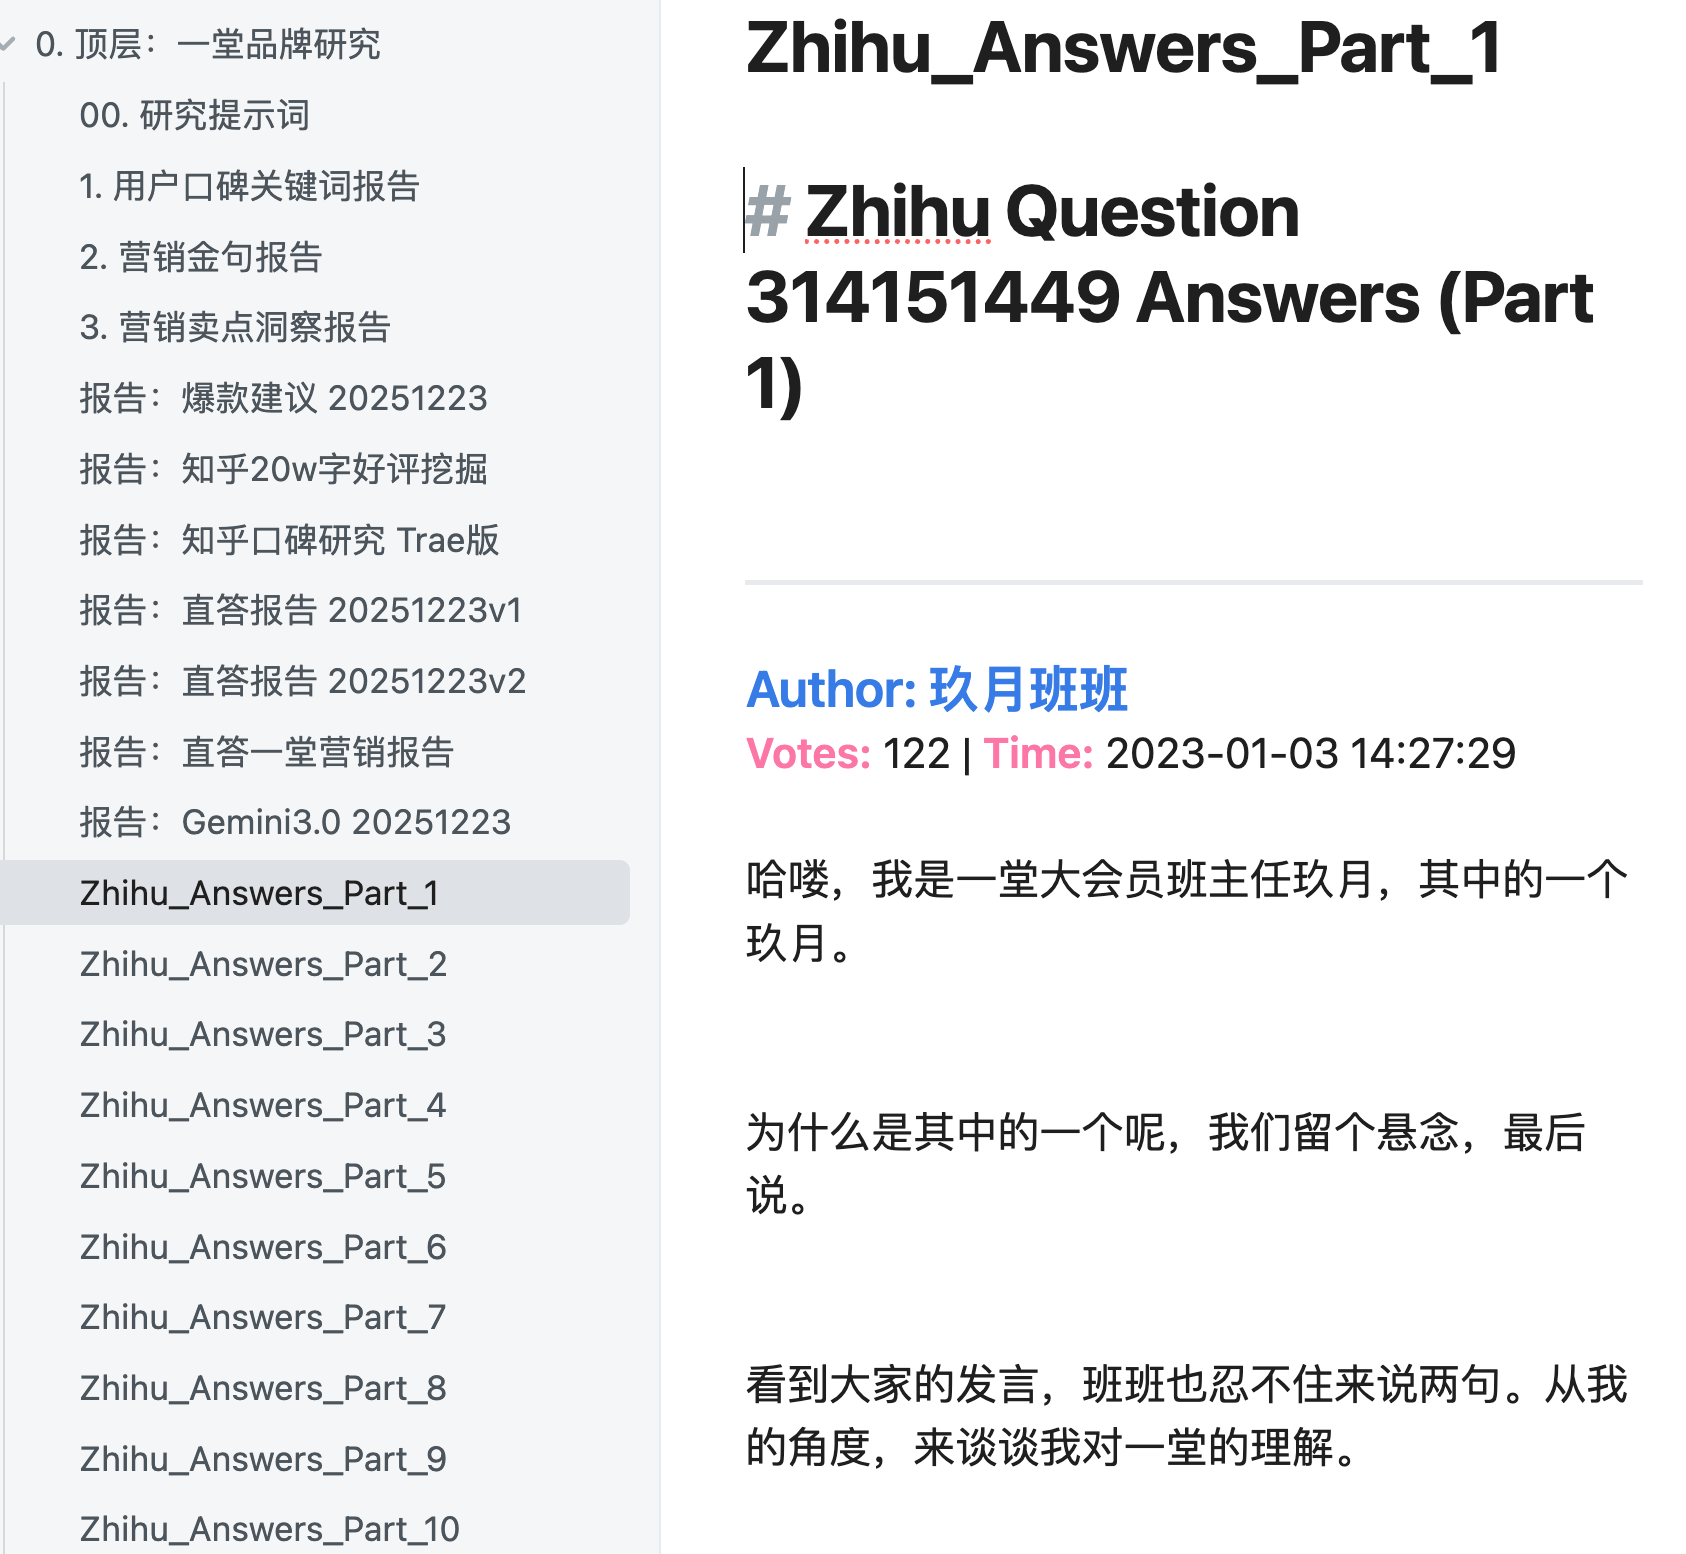 0. 顶层：一堂品牌研究
00. 研究提示词
1. 用户口碑关键词报告
2. 营销金句报告
3. 营销卖点洞察报告
报告：爆款建议 20251223
报告：知乎20w字好评挖掘
报告：知乎口碑研究 Trae版
报告：直答报告 20251223v1
报告：直答报告 20251223v2
报告：直答一堂营销报告
报告：Gemini3.0 20251223
Zhihu_Answers_Part_1
Zhihu_Answers_Part_2
Zhihu_Answers_Part_3
Zhihu_Answers_Part_4
Zhihu_Answers_Part_5
Zhihu_Answers_Part_6
Zhihu_Answers_Part_7
Zhihu_Answers_Part_8
Zhihu_Answers_Part_9
Zhihu_Answers_Part_10
Zhihu_Answers_Part_1
# Zhihu Question
314151449 Answers (Part
1)
Author: 玖月班班
Votes: 122 | Time: 2023-01-03 14:27:29
哈喽，我是一堂大会员班主任玖月，其中的一个
玖月。
为什么是其中的一个呢，我们留个悬念，最后
说。
看到大家的发言，班班也忍不住来说两句。从我
的角度，来谈谈我对一堂的理解。